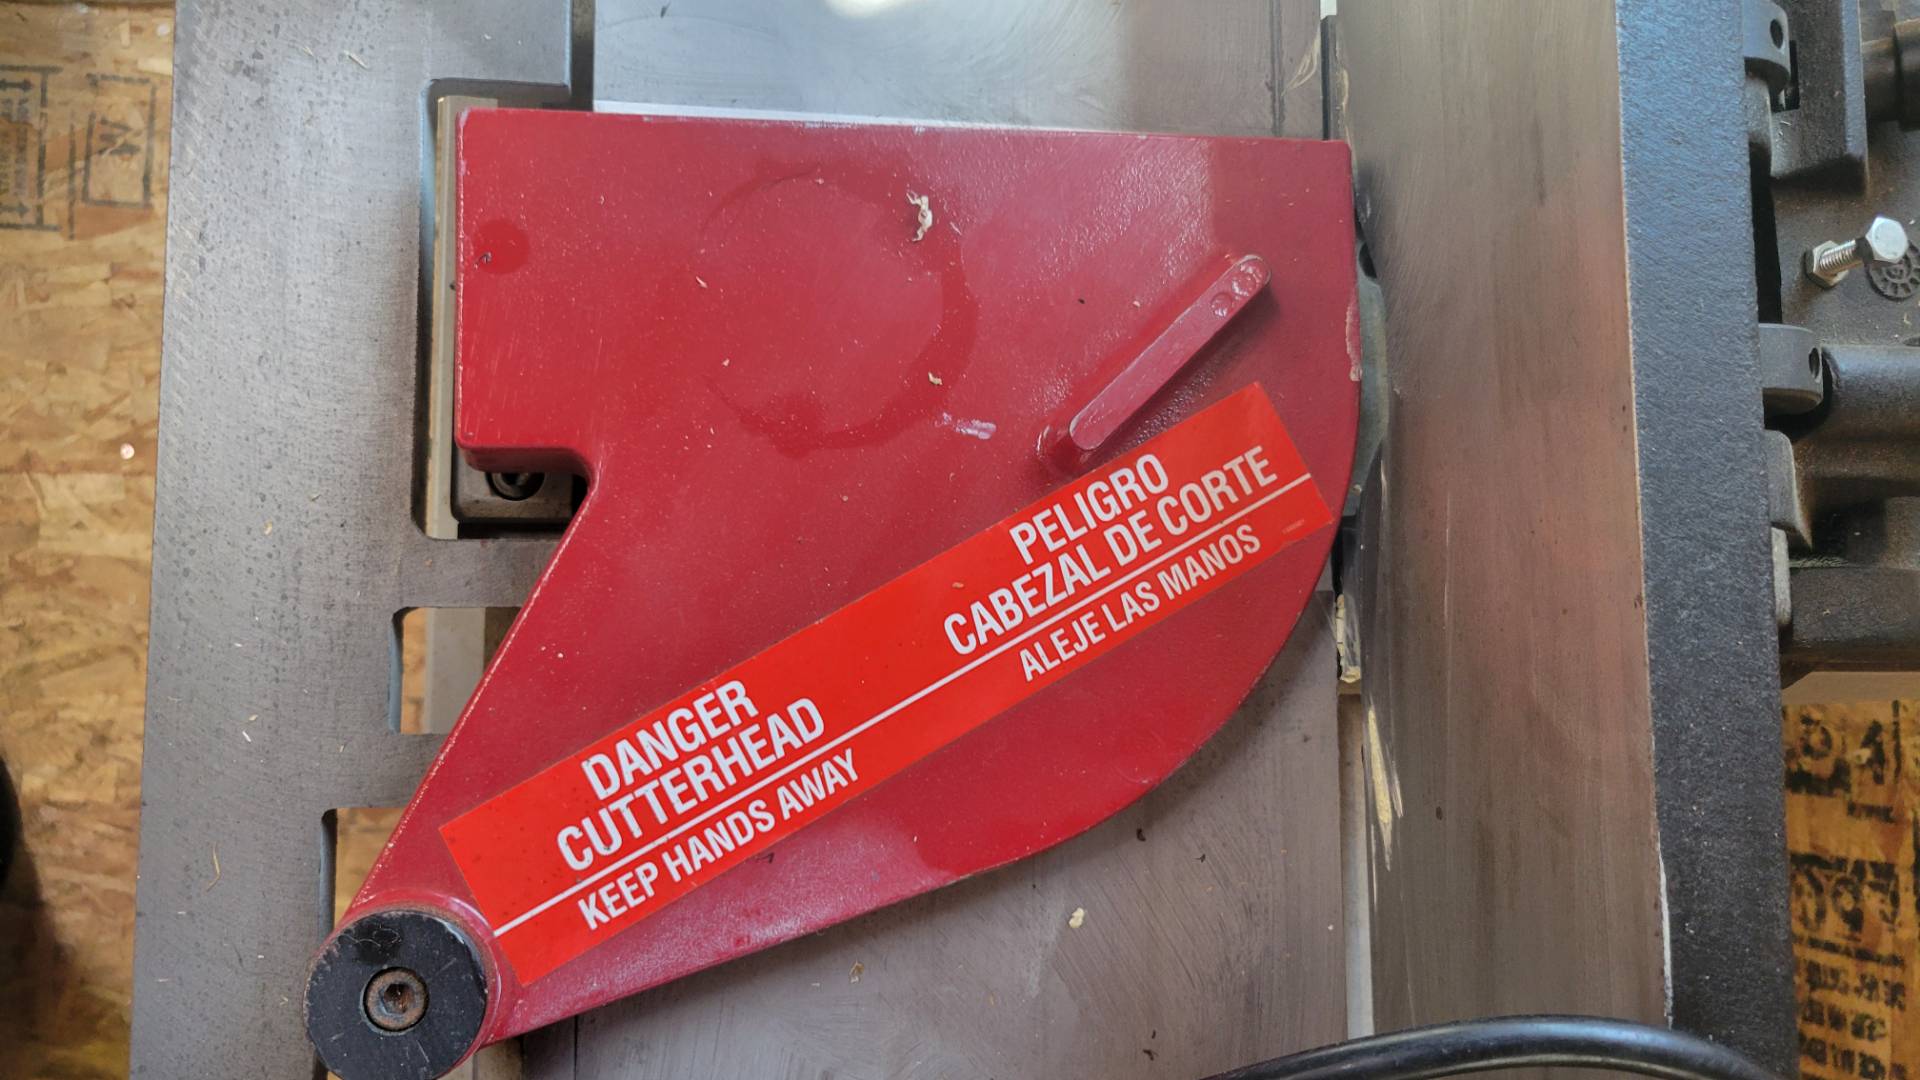 DANGER
CUTTERHEAD
KEEP HANDS AWAY
PELIGRO
CABEZAL DE CORTE
ALEJE LAS MANOS